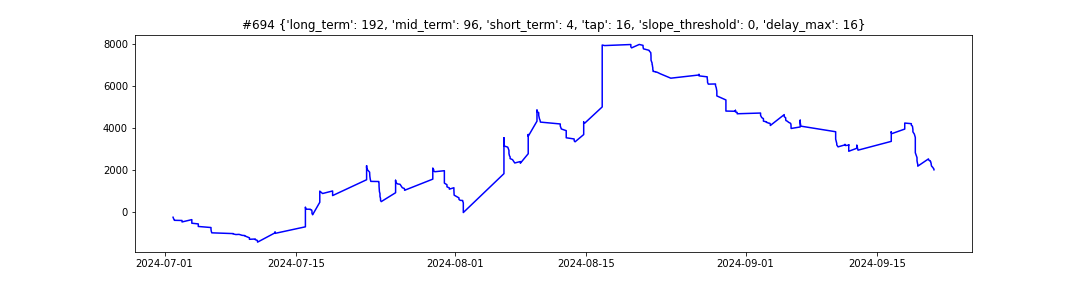 #694 {'long_term': 192, 'mid_term': 96, 'short_term': 4, 'tap': 16, 'slope_threshold': 0, 'delay_max': 16}
8000
6000
4000
2000
0
2024-07-01 2024-07-15 2024-08-01 2024-08-15 2024-09-01 2024-09-15